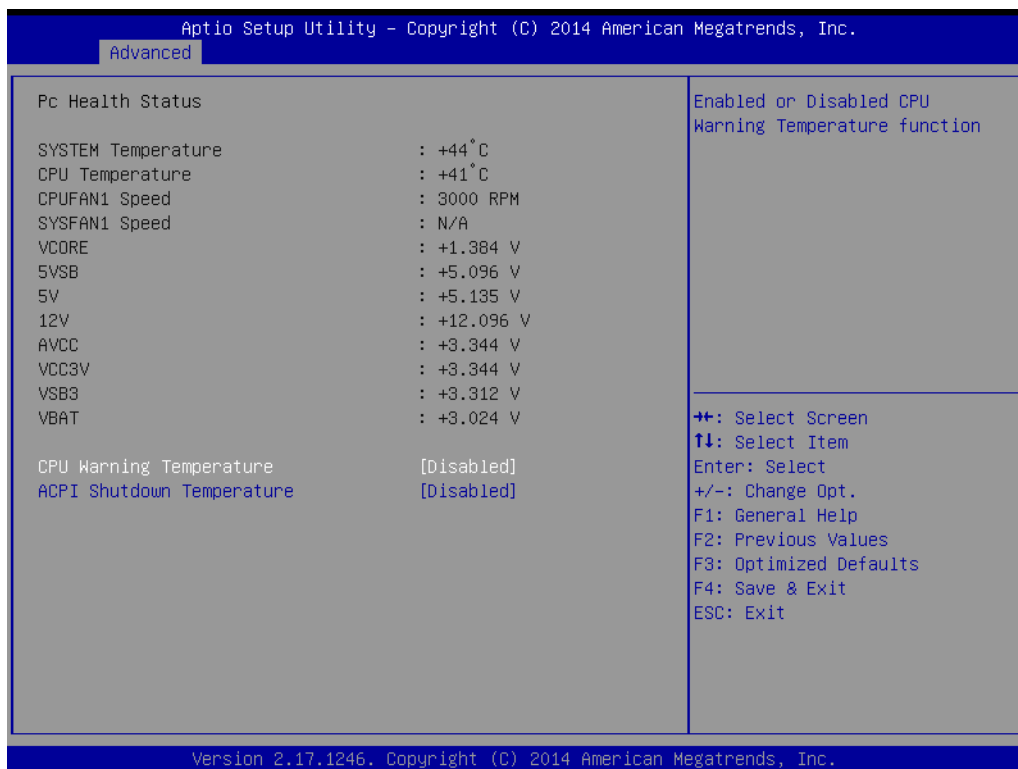 Aptio Setup Utility – Copyright (C) 2014 American Megatrends, Inc.
Advanced
Pc Health Status
SYSTEM Temperature : +44°C
CPU Temperature : +41°C
CPUFAN1 Speed : 3000 RPM
SYSFAN1 Speed : N/A
VCORE : +1.384 V
5VSB : +5.096 V
5V : +5.135 V
12V : +12.096 V
AVCC : +3.344 V
VCC3V : +3.344 V
VSB3 : +3.312 V
VBAT : +3.024 V
CPU Warning Temperature [Disabled]
ACPI Shutdown Temperature [Disabled]
Enabled or Disabled CPU
Warning Temperature function
→←: Select Screen
↑↓: Select Item
Enter: Select
+/-: Change Opt.
F1: General Help
F2: Previous Values
F3: Optimized Defaults
F4: Save & Exit
ESC: Exit
Version 2.17.1246. Copyright (C) 2014 American Megatrends, Inc.